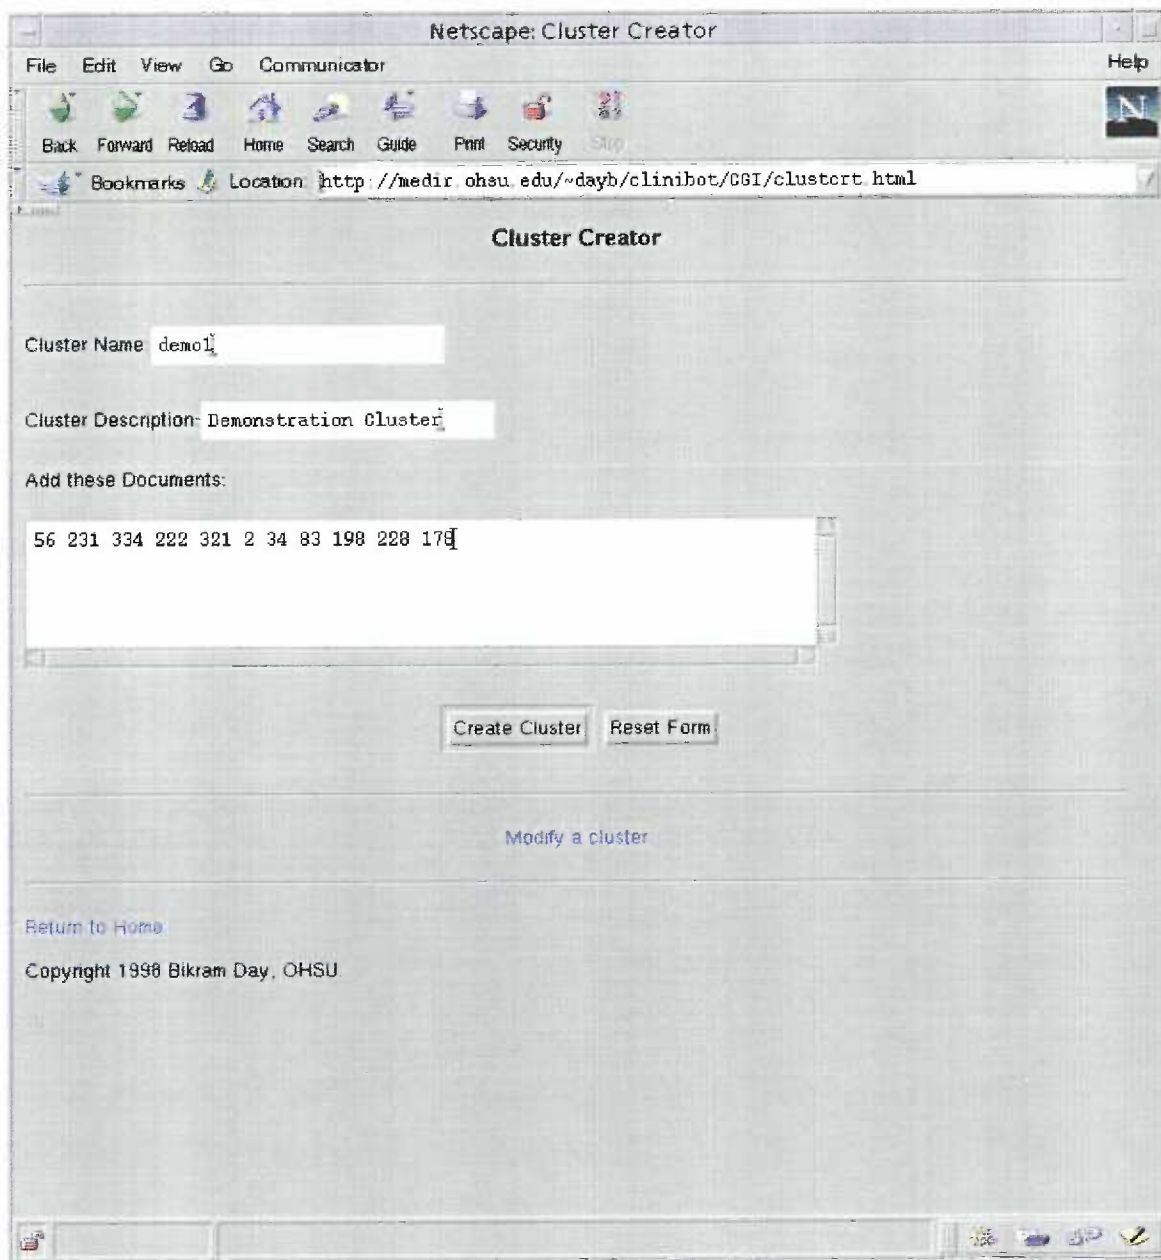 Netscape: Cluster Creator
File Edit View Go Communicator Help
Back Forward Reload Home Search Guide Print Security Stop
N
Bookmarks Location: http://medir.ohsu.edu/~dayb/clinibot/CGI/clustcrt.html
Cluster Creator
Cluster Name: demo1
Cluster Description: Demonstration Cluster
Add these Documents:
56 231 334 222 321 2 34 83 198 228 178
Create Cluster Reset Form
Modify a cluster
Return to Home
Copyright 1998 Bikram Day, OHSU